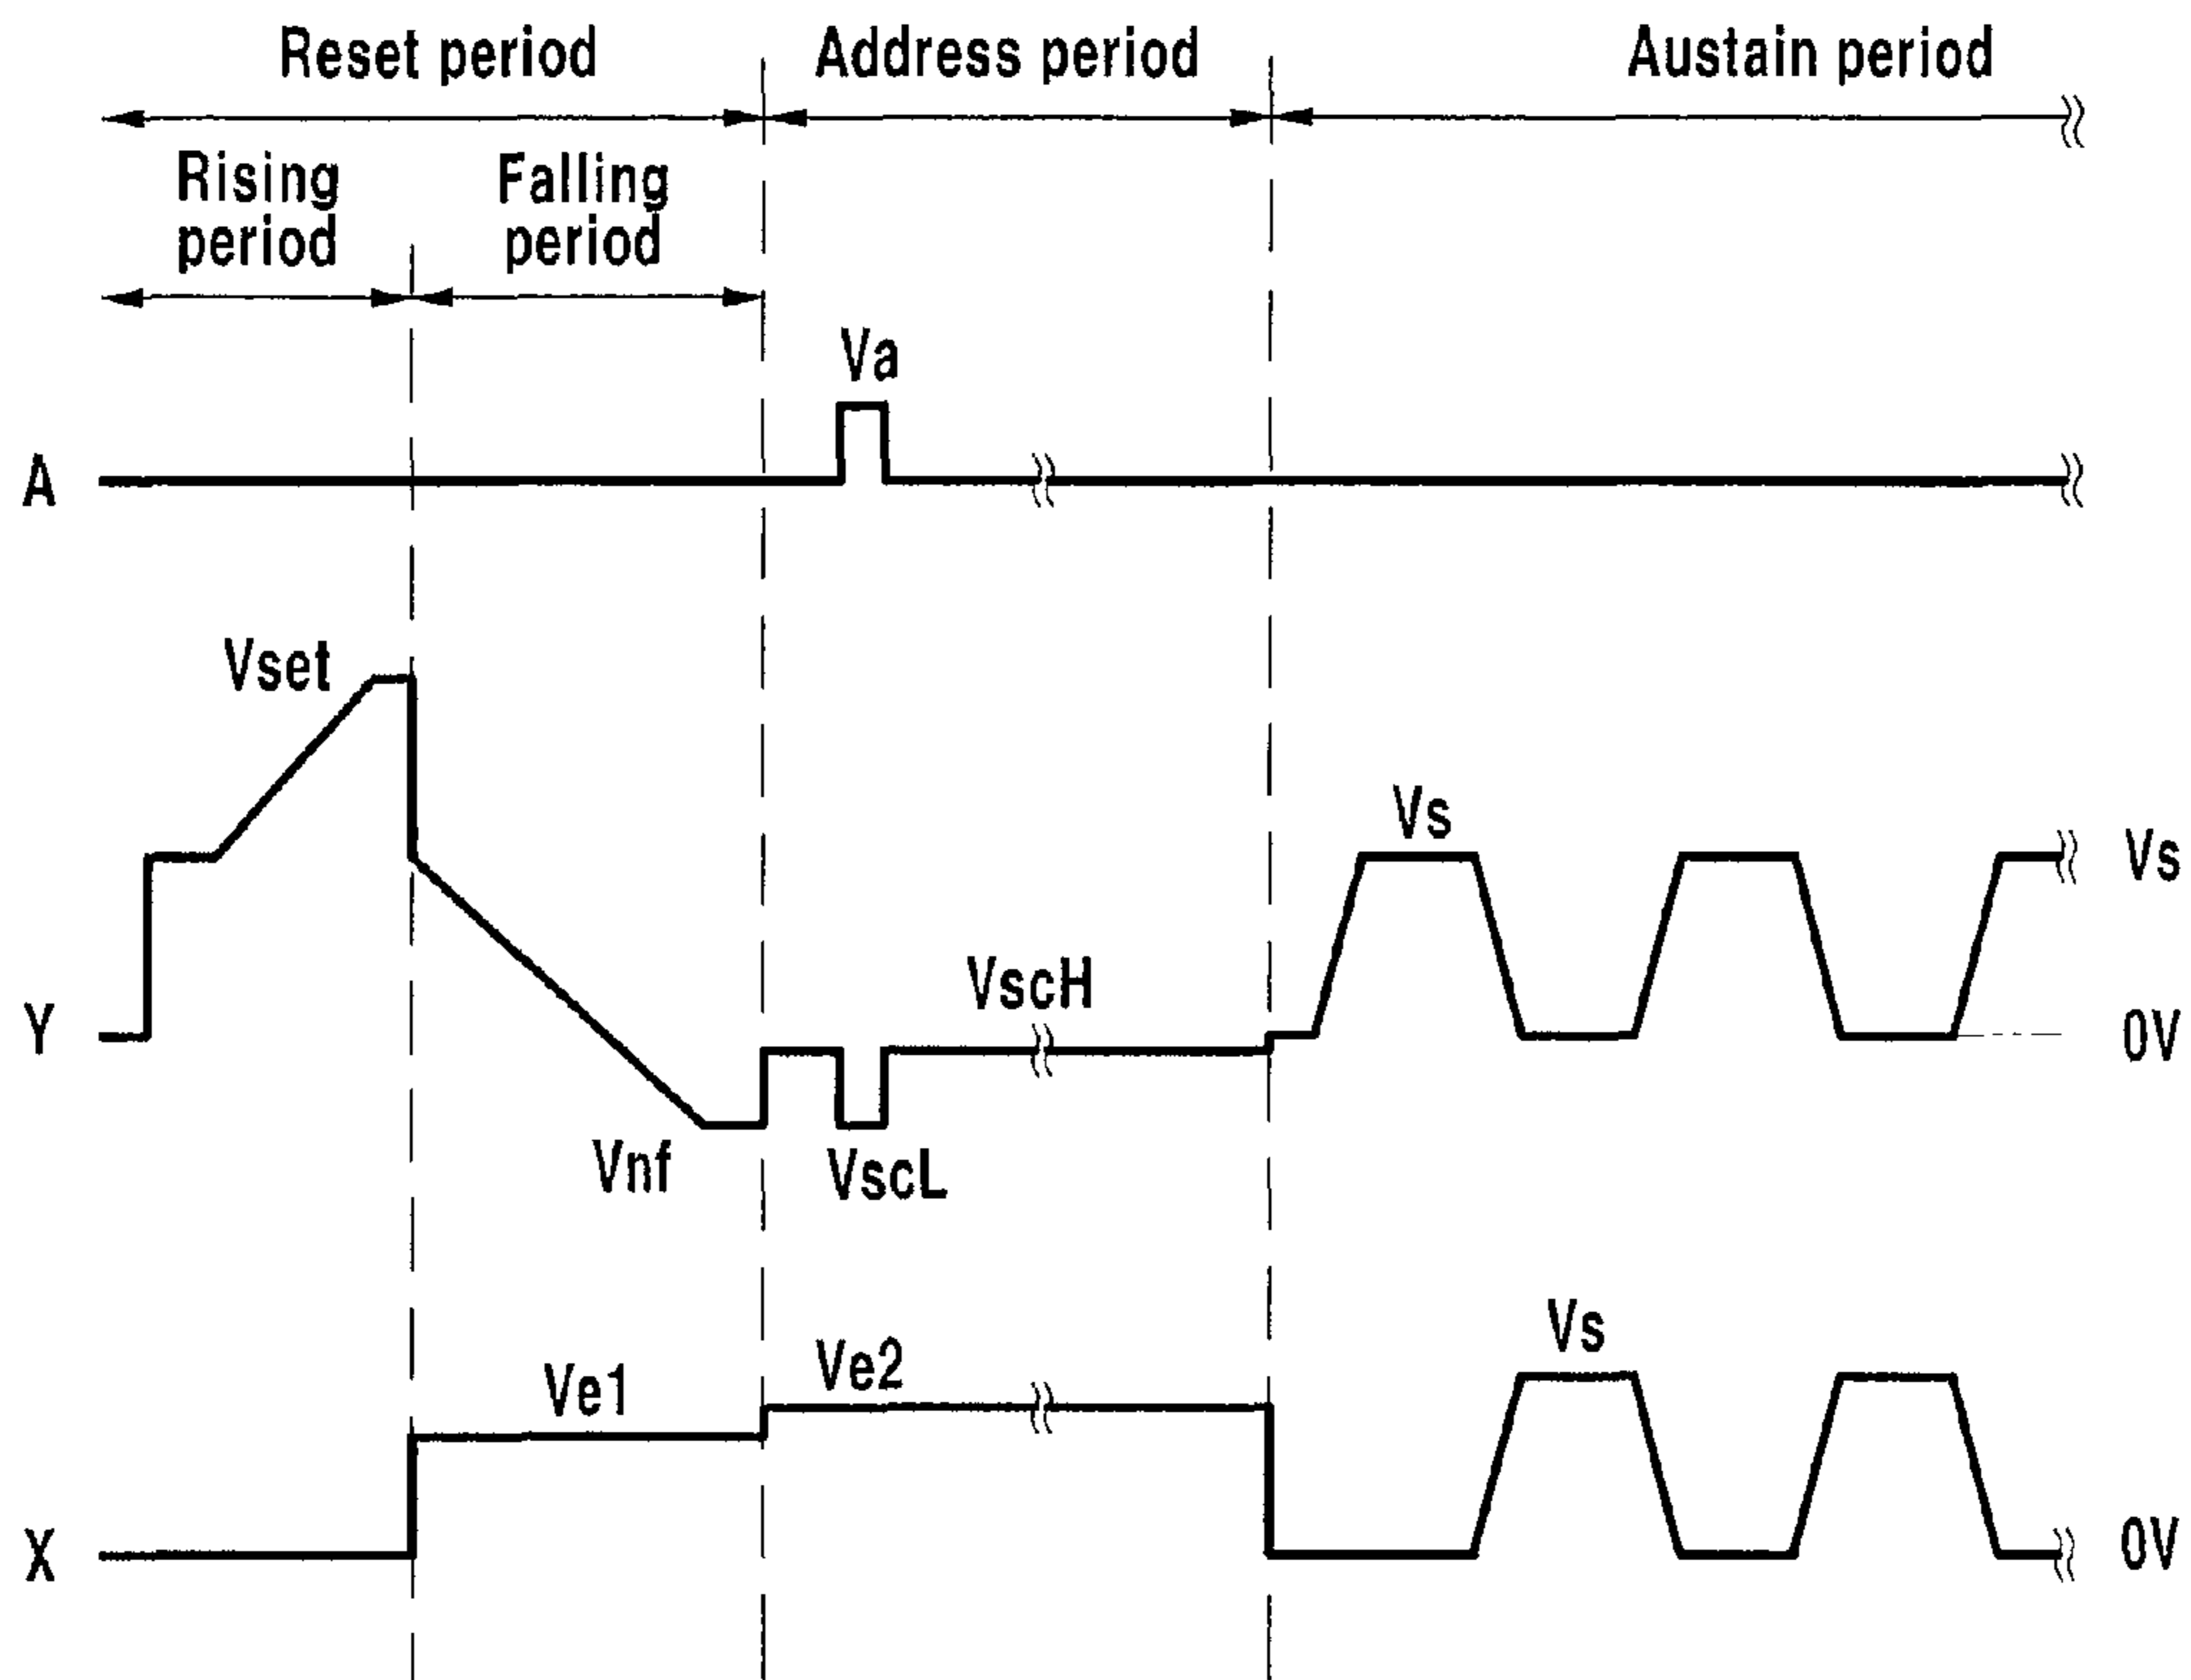 Reset period Address period Austain period
Rising
period
Falling
period
Va
A
Vset
Vs
Vs
VscH
Y
0V
Vnf
VscL
Vs
Ve1
Ve2
X
0V